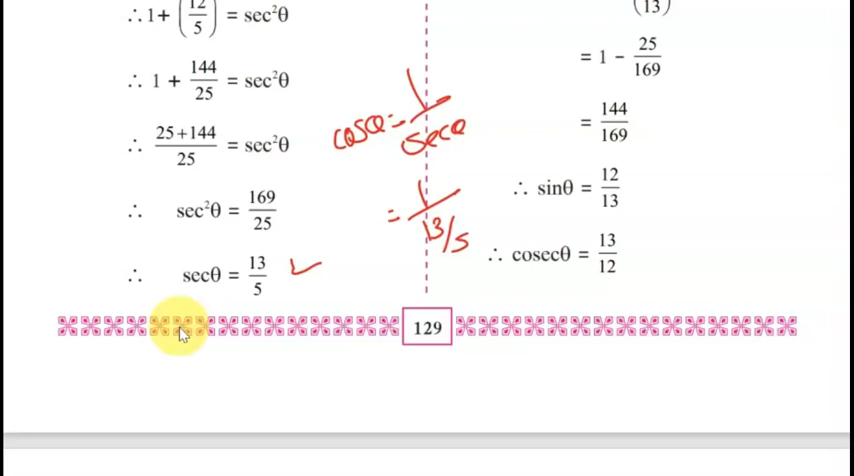 ∴ 1 + (12/5) = sec²θ
∴ 1 + 144/25 = sec²θ
∴ 25+144/25 = sec²θ
∴ sec²θ = 169/25
∴ secθ = 13/5
cosθ = 1/secθ
= 1/13/5
(13)
= 1 - 25/169
= 144/169
∴ sinθ = 12/13
∴ cosecθ = 13/12
129